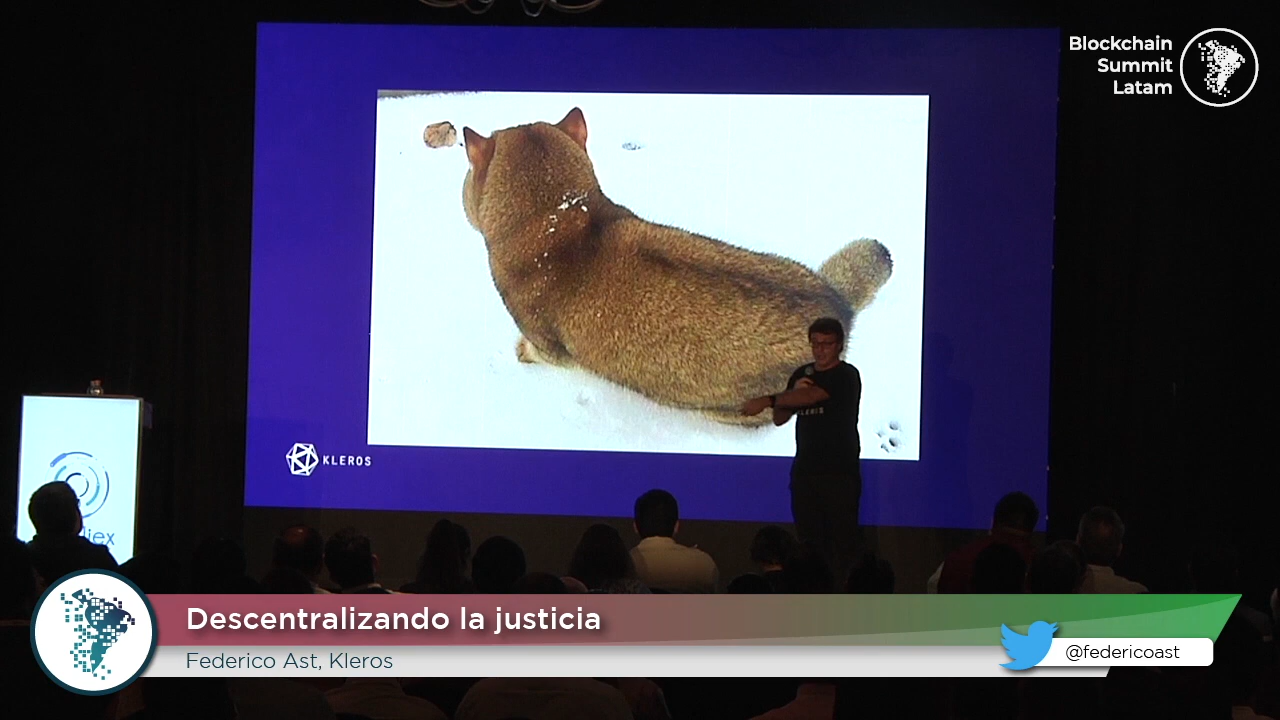 Blockchain
Summit
Latam
KLEROS
Descentralizando la justicia
Federico Ast, Kleros
@federicoast